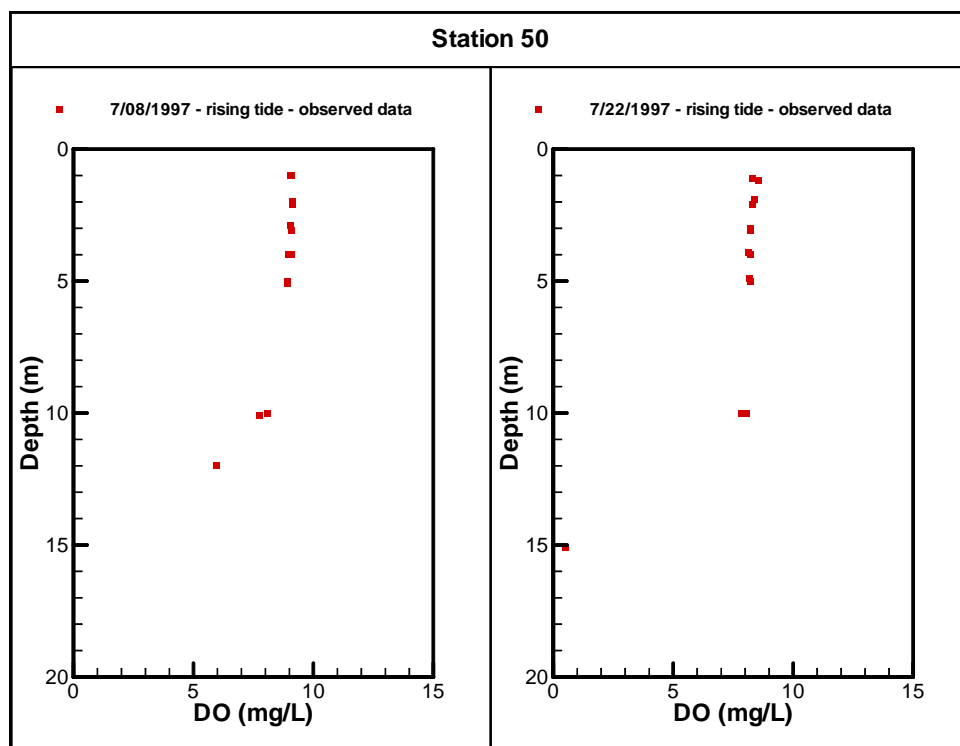 Station 50
7/08/1997 - rising tide - observed data
0
5
10
15
20
Depth (m)
0 5 10 15
DO (mg/L)
7/22/1997 - rising tide - observed data
0
5
10
15
20
Depth (m)
0 5 10 15
DO (mg/L)